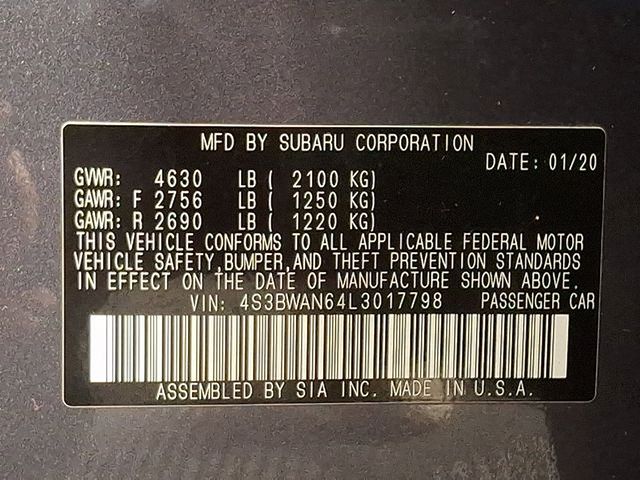 MFD BY SUBARU CORPORATION
DATE: 01/20
GVWR: 4630 LB ( 2100 KG)
GAWR: F 2756 LB ( 1250 KG)
GAWR: R 2690 LB ( 1220 KG)
THIS VEHICLE CONFORMS TO ALL APPLICABLE FEDERAL MOTOR
VEHICLE SAFETY,BUMPER,AND THEFT PREVENTION STANDARDS
IN EFFECT ON THE DATE OF MANUFACTURE SHOWN ABOVE.
VIN: 4S3BWAN64L3017798 PASSENGER CAR
ASSEMBLED BY SIA INC. MADE IN U.S.A.